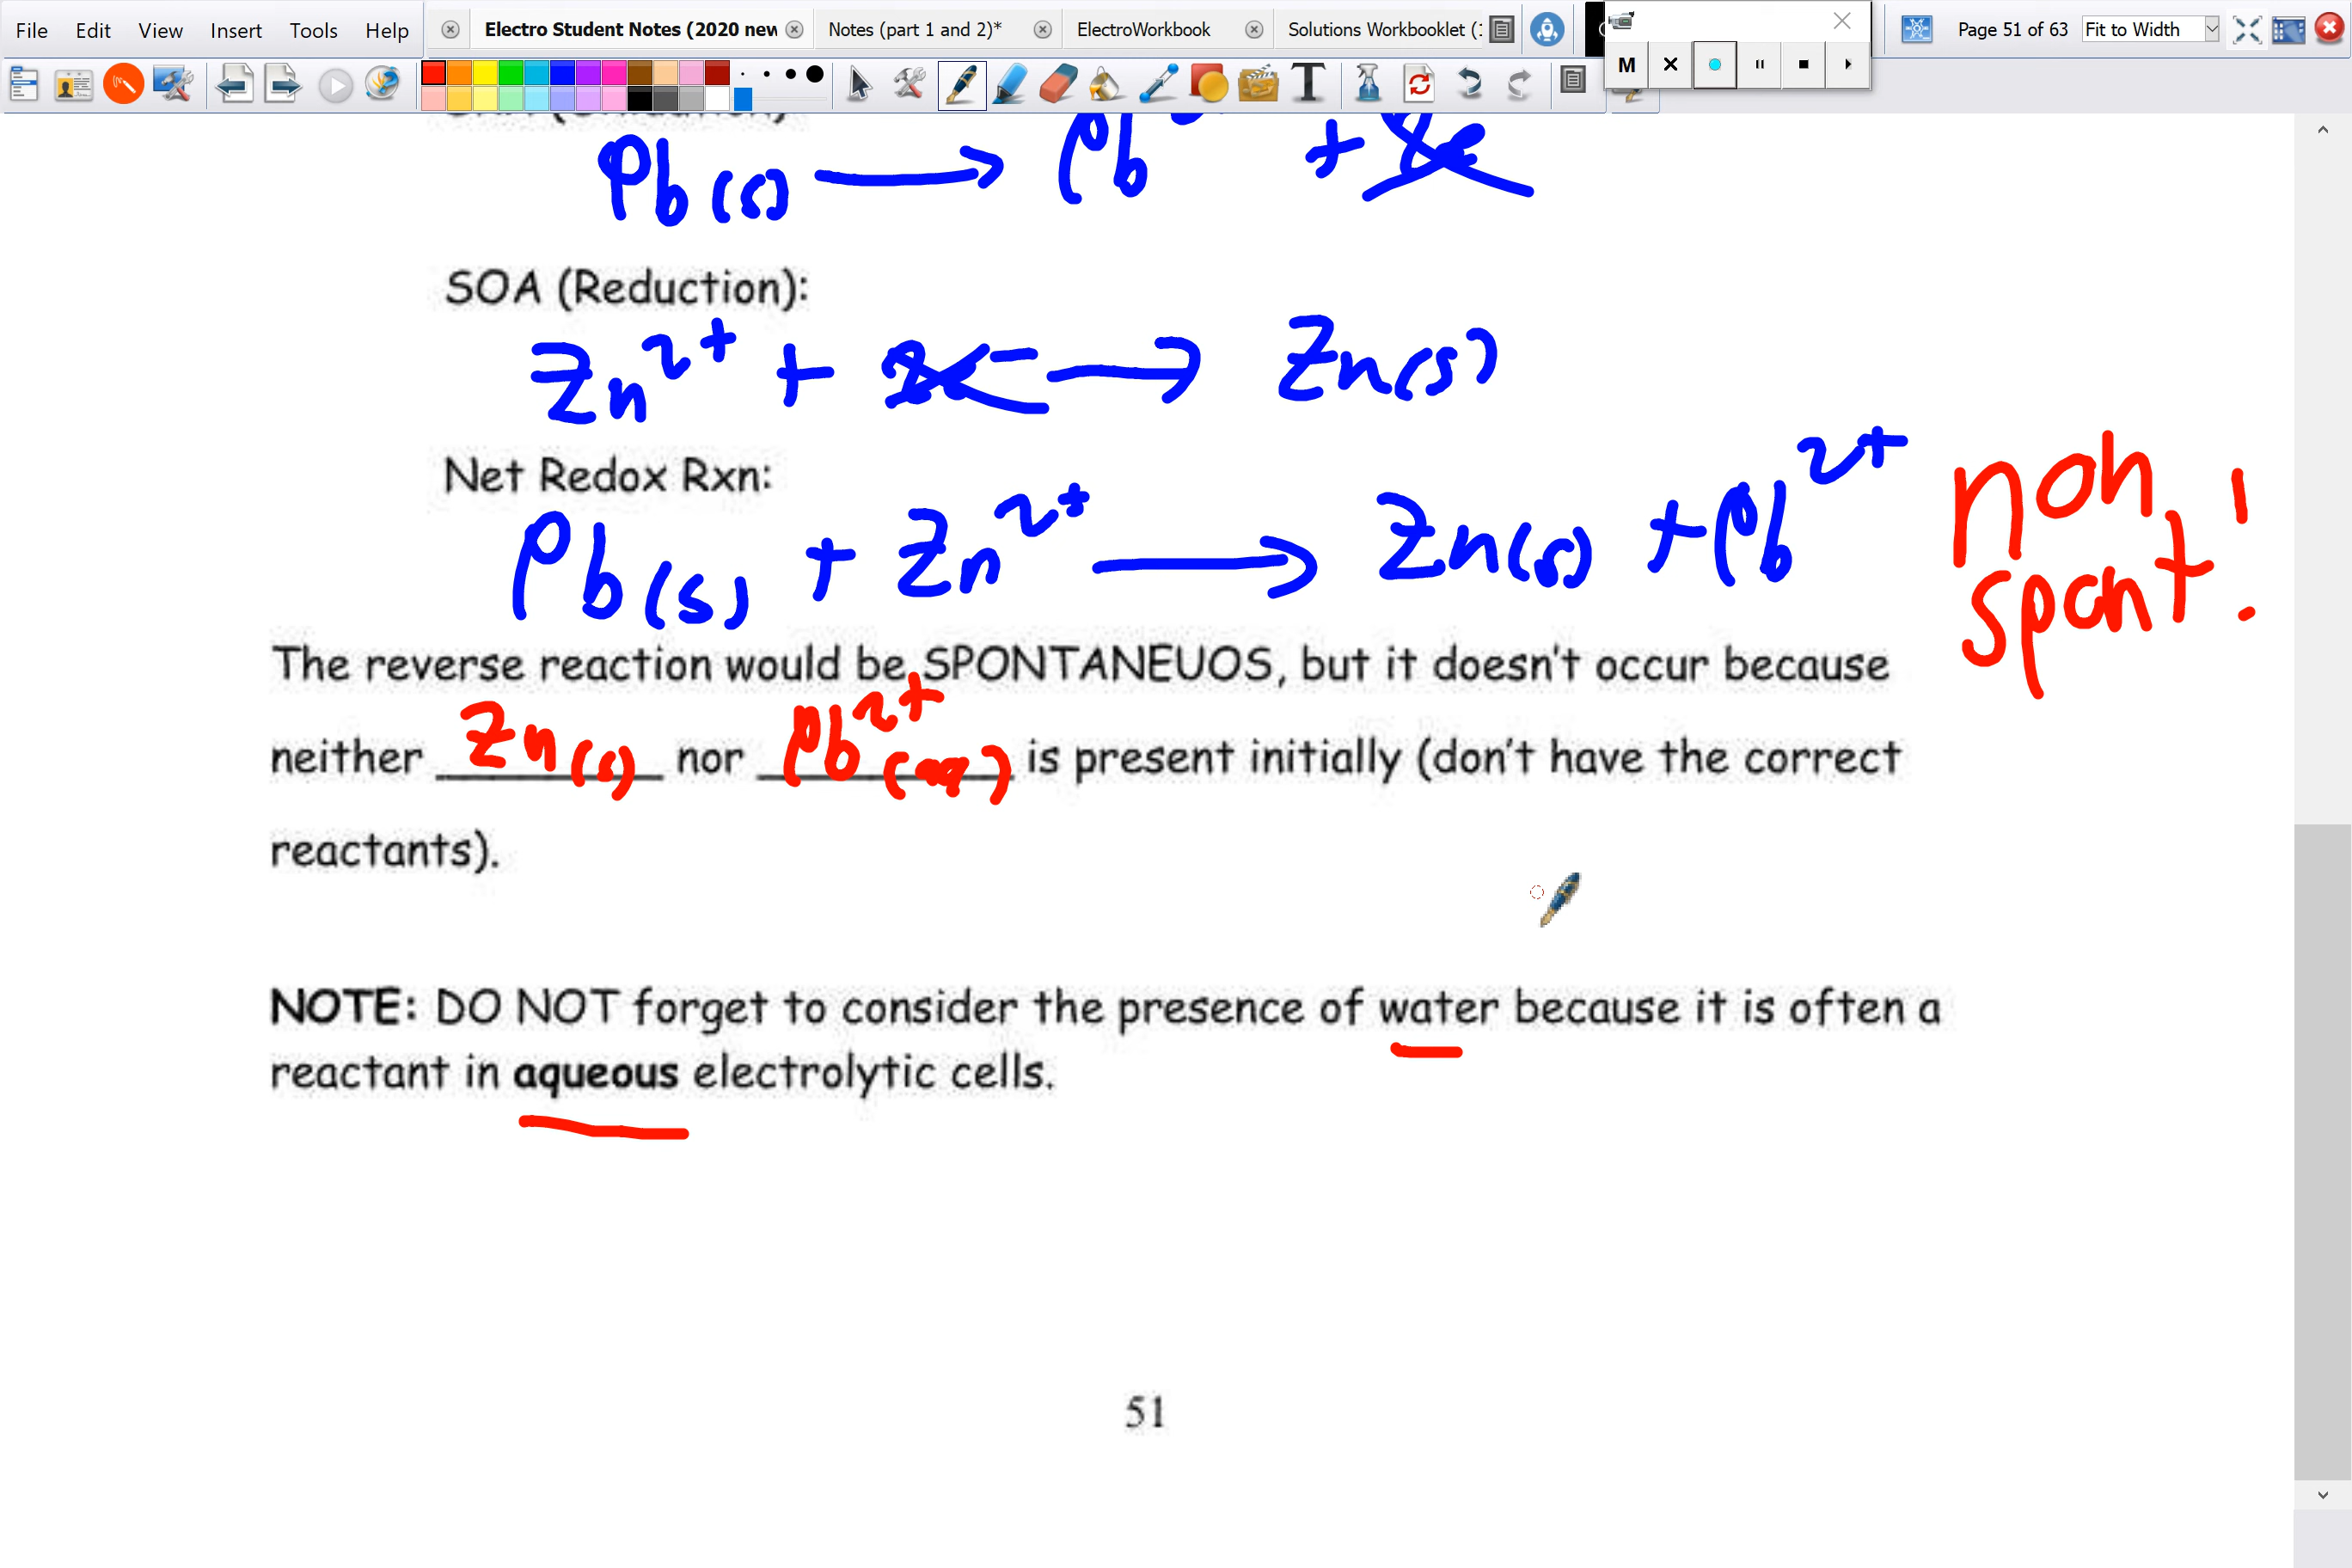 File Edit View Insert Tools Help
Electro Student Notes (2020 new Notes (part 1 and 2)* ElectroWorkbook Solutions Workbooklet (1
M
Page 51 of 63 Fit to Width
T
Pb(s) → Pb +
SOA (Reduction):
Zn²⁺ + 2e⁻ → Zn(s)
Net Redox Rxn:
Pb(s) + Zn²⁺ → Zn(s) + Pb²⁺
non
spont!
The reverse reaction would be SPONTANEUOS, but it doesn't occur because
neither Zn(s) nor Pb²⁺(aq) is present initially (don't have the correct
reactants).
NOTE: DO NOT forget to consider the presence of water because it is often a
reactant in aqueous electrolytic cells.
51